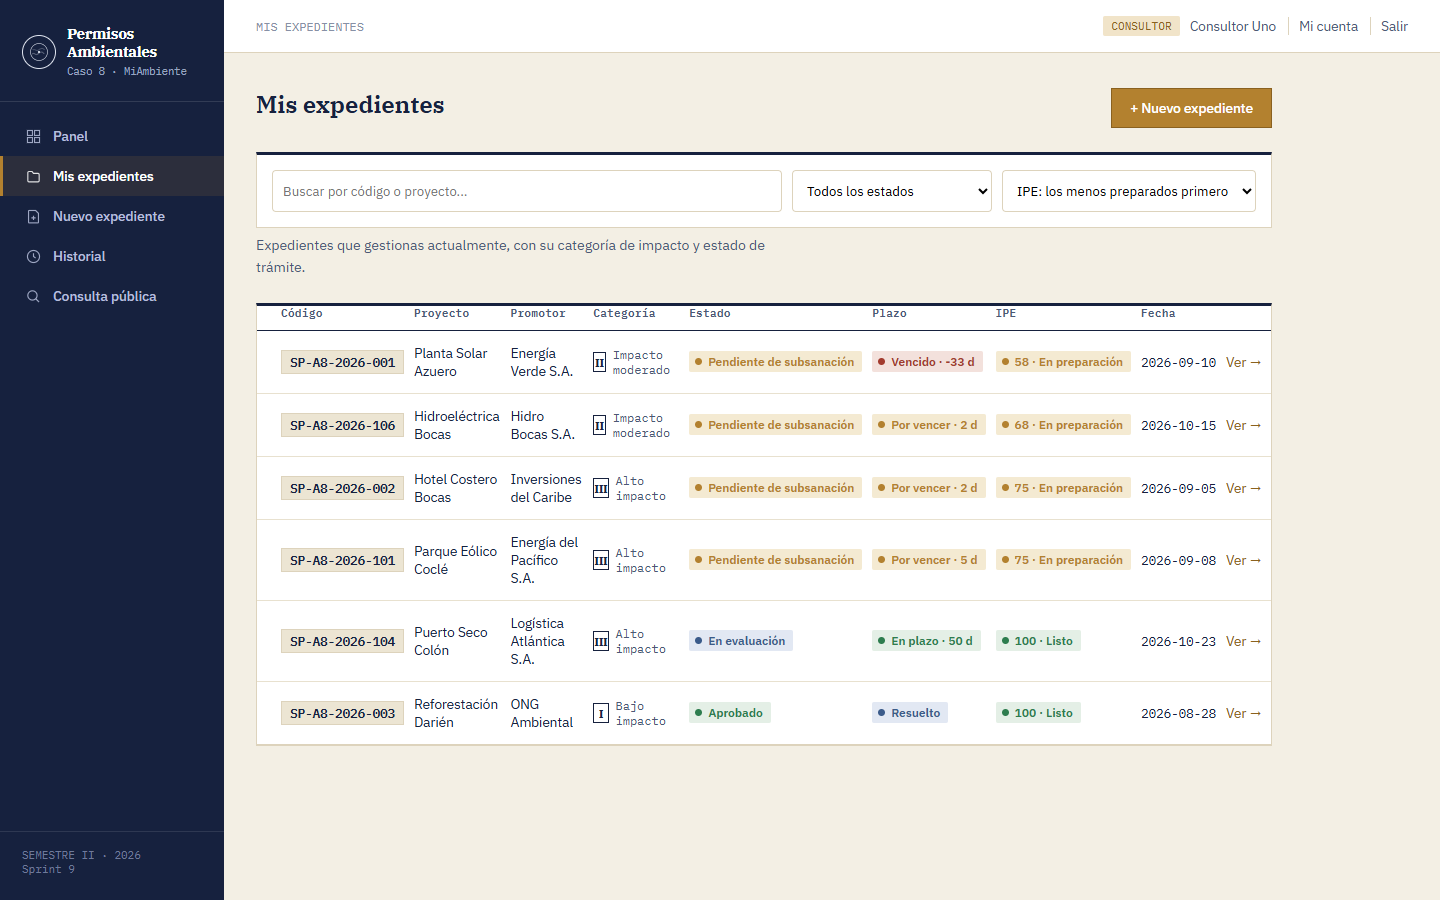 Permisos
Ambientales
Caso 8 · MiAmbiente
Panel
Mis expedientes
Nuevo expediente
Historial
Consulta pública
SEMESTRE II · 2026
Sprint 9
MIS EXPEDIENTES
CONSULTOR Consultor Uno Mi cuenta Salir
Mis expedientes
+ Nuevo expediente
Buscar por código o proyecto...
Todos los estados
IPE: los menos preparados primero
Expedientes que gestionas actualmente, con su categoría de impacto y estado de
trámite.
Código Proyecto Promotor Categoría Estado Plazo IPE Fecha
SP-A8-2026-001 Planta Solar Azuero Energía Verde S.A. II Impacto moderado Pendiente de subsanación Vencido · -33 d 58 · En preparación 2026-09-10 Ver →
SP-A8-2026-106 Hidroeléctrica Bocas Hidro Bocas S.A. II Impacto moderado Pendiente de subsanación Por vencer · 2 d 68 · En preparación 2026-10-15 Ver →
SP-A8-2026-002 Hotel Costero Bocas Inversiones del Caribe III Alto impacto Pendiente de subsanación Por vencer · 2 d 75 · En preparación 2026-09-05 Ver →
SP-A8-2026-101 Parque Eólico Coclé Energía del Pacífico S.A. III Alto impacto Pendiente de subsanación Por vencer · 5 d 75 · En preparación 2026-09-08 Ver →
SP-A8-2026-104 Puerto Seco Colón Logística Atlántica S.A. III Alto impacto En evaluación En plazo · 50 d 100 · Listo 2026-10-23 Ver →
SP-A8-2026-003 Reforestación Darién ONG Ambiental I Bajo impacto Aprobado Resuelto 100 · Listo 2026-08-28 Ver →